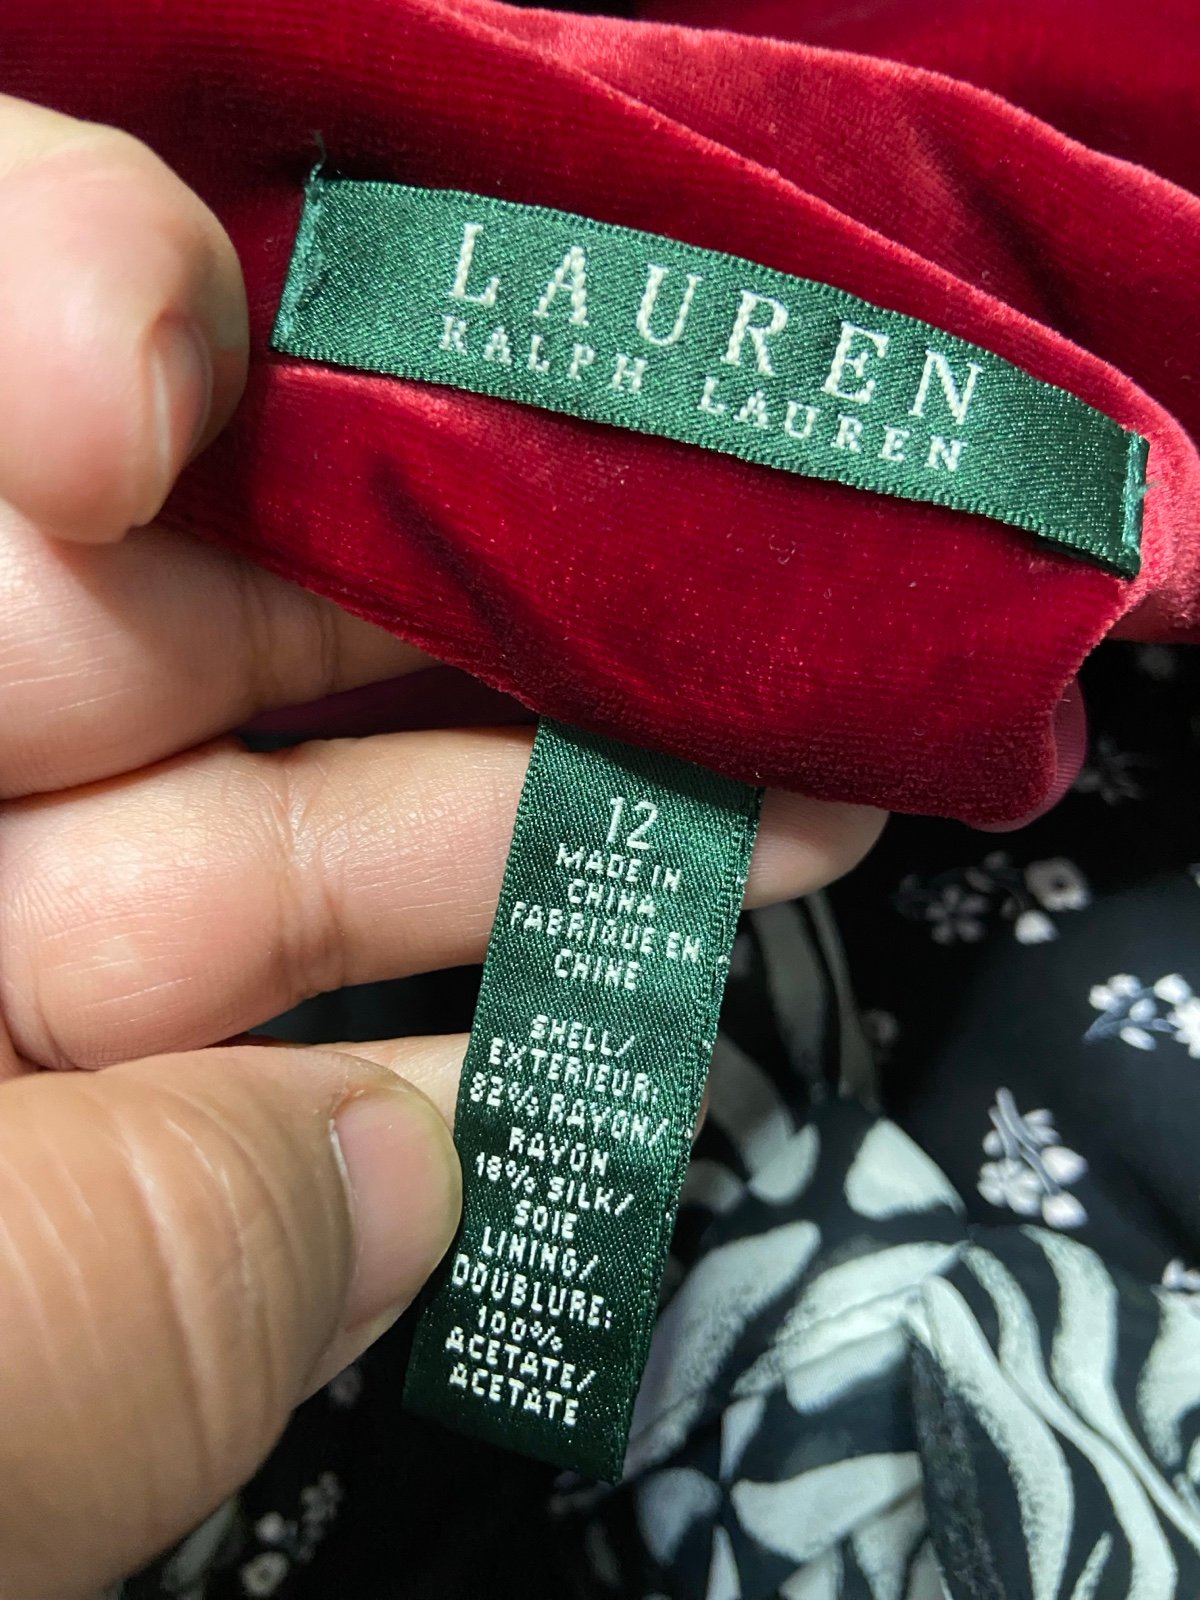 LAUREN
RALPH LAUREN
12
MADE IN
CHINA
FABRIQUE EN
CHINE
SHELL/
EXTERIEUR:
82% RAYON/
RAYON
18% SILK/
SOIE
LINING/
DOUBLURE:
100%
ACETATE/
ACETATE